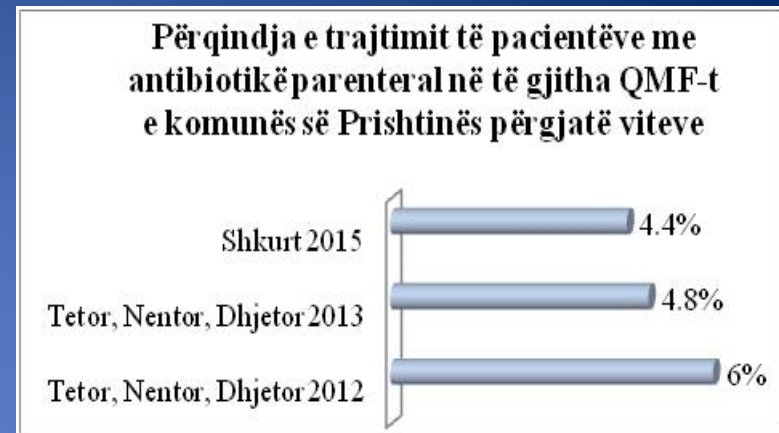 Përqindja e trajtimit të pacientëve me
antibiotikë parenteral në të gjitha QMF-t
e komunës së Prishtinës përgjatë viteve
Shkurt 2015
4.4%
Tetor, Nentor, Dhjetor 2013
4.8%
Tetor, Nentor, Dhjetor 2012
6%